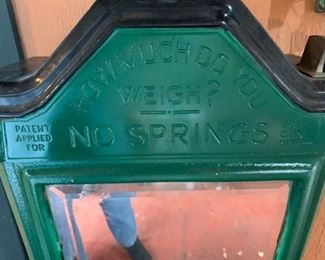 HOW MUCH DO YOU
WEIGH?
NO SPRINGS
PATENT
APPLIED
FOR